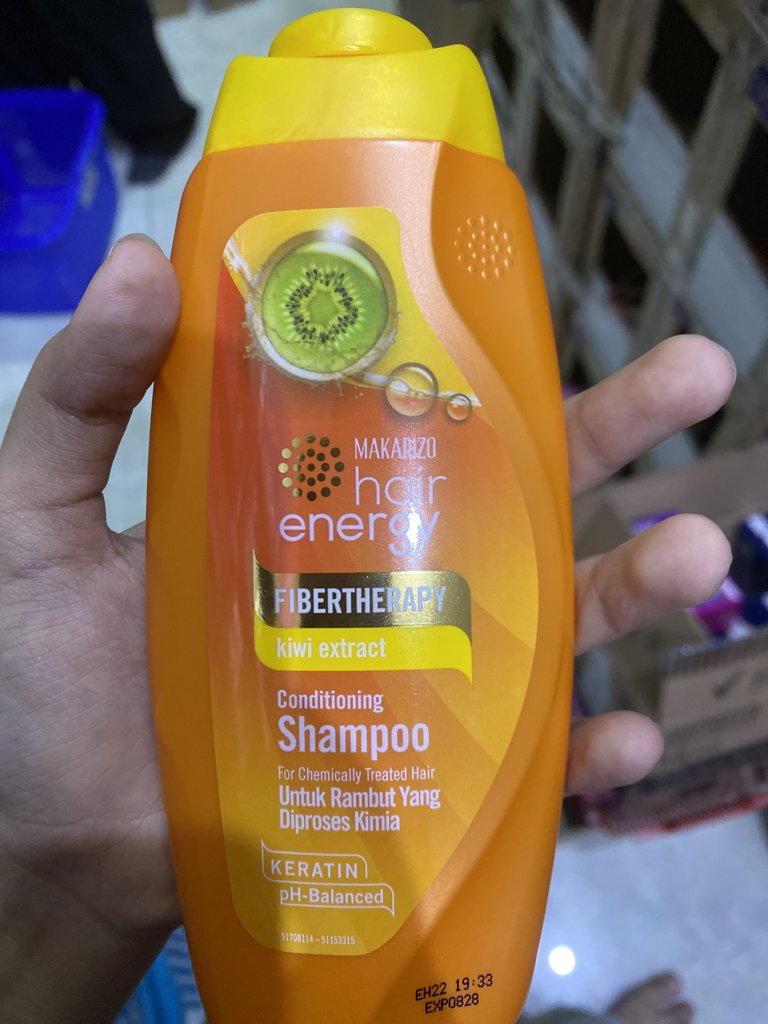 MAKARIZO
hair
energy
FIBERTHERAPY
kiwi extract
Conditioning
Shampoo
For Chemically Treated Hair
Untuk Rambut Yang
Diproses Kimia
KERATIN
pH-Balanced
51708114-51153315
EH22 19:33
EXP0828